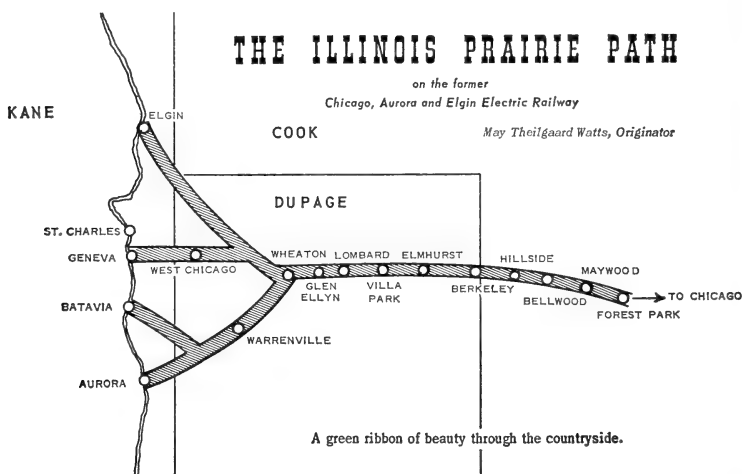 THE ILLINOIS PRAIRIE PATH
on the former
Chicago, Aurora and Elgin Electric Railway
May Theilgaard Watts, Originator
KANE
ELGIN
COOK
DUPAGE
ST. CHARLES
GENEVA
WEST CHICAGO
WHEATON
LOMBARD
ELMHURST
HILLSIDE
MAYWOOD
GLEN
ELLYN
VILLA
PARK
BERKELEY
BELLWOOD
TO CHICAGO
FOREST PARK
BATAVIA
WARRENVILLE
AURORA
A green ribbon of beauty through the countryside.